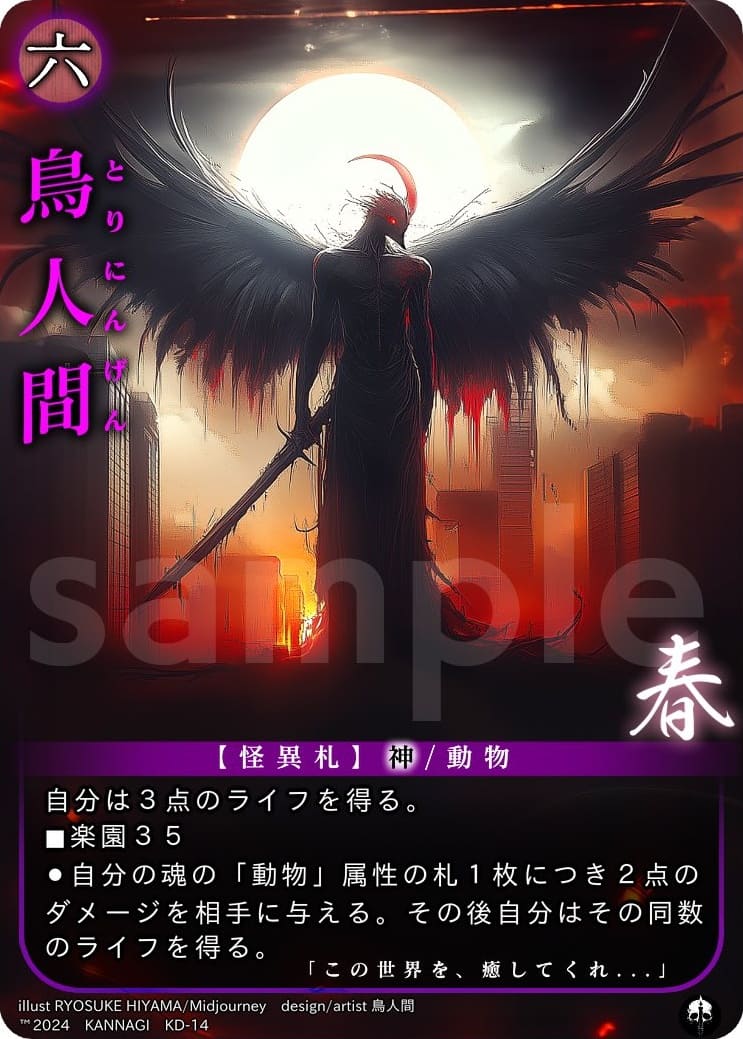 六
鳥人間
とりにんげん
sample
春
【怪異札】神/動物
自分は３点のライフを得る。
■楽園３５
●自分の魂の「動物」属性の札１枚につき２点の
ダメージを相手に与える。その後自分はその同数
のライフを得る。
「この世界を、癒してくれ...」
illust RYOSUKE HIYAMA/Midjourney　design/artist 鳥人間
™2024　KANNAGI　KD-14